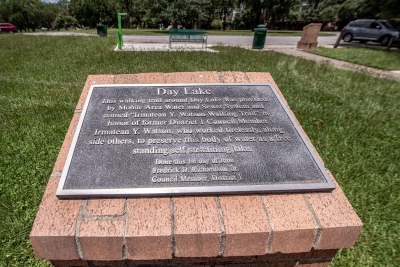 Day Lake
This walking trail around Day Lake was provided
by Mobile Area Water and Sewer System and
named "Irmatean Y. Watson Walking Trail", in
honor of former District 1 Council Member,
Irmatean Y. Watson, who worked tirelessly, along
side others, to preserve this body of water as a free
standing self sustaining lake.
Done this 1st day of June
Fredrick D. Richardson, Jr.
Council Member, District 1